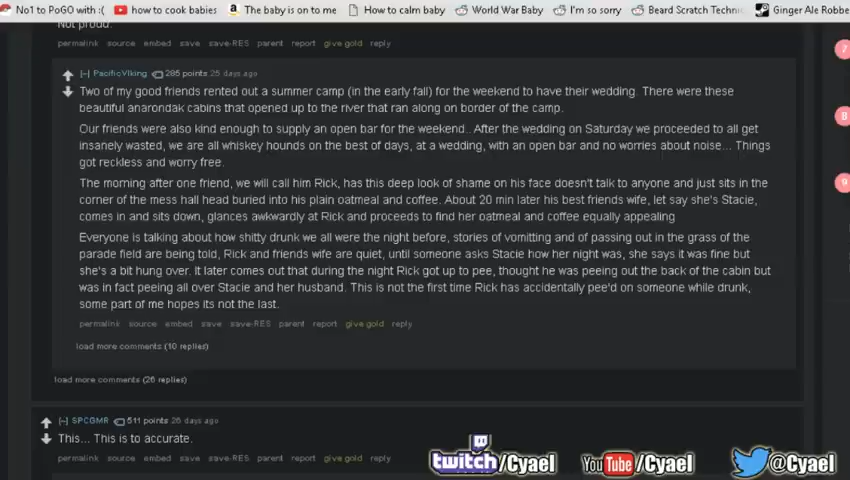 No1 to PoGO with :( how to cook babies The baby is on to me How to calm baby World War Baby I'm so sorry Beard Scratch Techni Ginger Ale Robbe
permalink source embed save save-RES parent report give gold reply
[–] PacificVIking 285 points 25 days ago
Two of my good friends rented out a summer camp (in the early fall) for the weekend to have their wedding. There were these
beautiful anarondak cabins that opened up to the river that ran along on border of the camp.
Our friends were also kind enough to supply an open bar for the weekend.. After the wedding on Saturday we proceeded to all get
insanely wasted, we are all whiskey hounds on the best of days, at a wedding, with an open bar and no worries about noise... Things
got reckless and worry free.
The morning after one friend, we will call him Rick, has this deep look of shame on his face doesn't talk to anyone and just sits in the
corner of the mess hall head buried into his plain oatmeal and coffee. About 20 min later his best friends wife, let say she's Stacie,
comes in and sits down, glances awkwardly at Rick and proceeds to find her oatmeal and coffee equally appealing
Everyone is talking about how shitty drunk we all were the night before, stories of vomitting and of passing out in the grass of the
parade field are being told, Rick and friends wife are quiet, until someone asks Stacie how her night was, she says it was fine but
she's a bit hung over. It later comes out that during the night Rick got up to pee, thought he was peeing out the back of the cabin but
was in fact peeing all over Stacie and her husband. This is not the first time Rick has accidentally pee'd on someone while drunk,
some part of me hopes its not the last.
permalink source embed save save-RES parent report give gold reply
load more comments (10 replies)
load more comments (26 replies)
[–] SPCGMR 511 points 26 days ago
This... This is to accurate.
permalink source embed save save-RES parent report give gold reply
twitch/Cyael YouTube/Cyael @Cyael
7
8
9